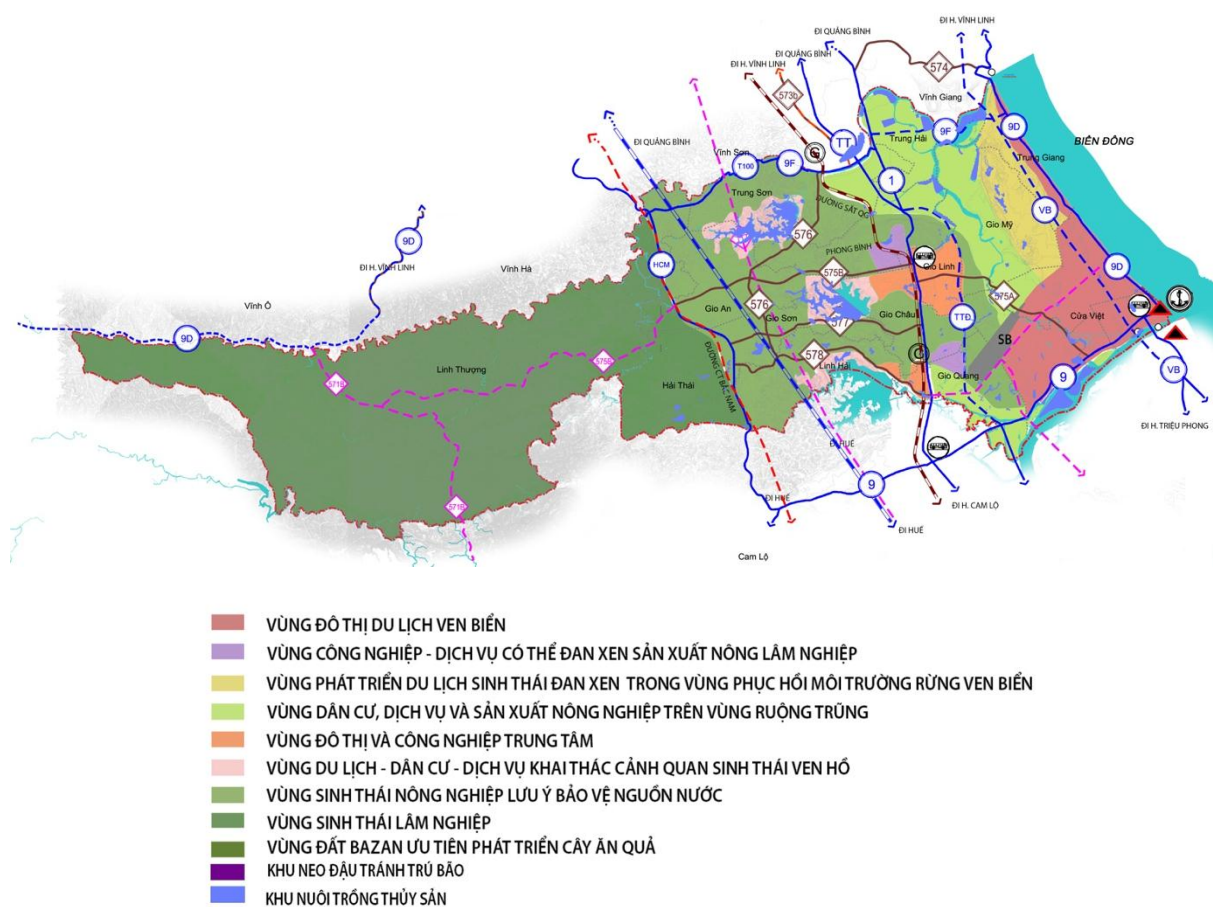 ĐI H. VĨNH LINH
ĐI QUẢNG BÌNH
ĐI QUẢNG BÌNH
ĐI H. VĨNH LINH
574
573b
Vĩnh Giang
BIỂN ĐÔNG
ĐI QUẢNG BÌNH
Vĩnh Sơn
TT
Trung Hải
9F
9D
Trung Giang
T100
9F
1
Trung Sơn
ĐƯỜNG SẮT QG
VB
Gio Mỹ
9D
ĐI H. VĨNH LINH
576
PHONG BÌNH
HCM
Vĩnh Hà
575B
Gio Linh
9D
Vĩnh Ô
576
575A
Gio An
Gio Sơn
577
Gio Châu
TTĐ.
Cửa Việt
9D
SB
578
Linh Hải
Gio Quang
9
VB
Linh Thượng
575B
571B
Hải Thái
ĐƯỜNG CT BẮC NAM
ĐI H. TRIỆU PHONG
ĐI HUẾ
9
571B
ĐI HUẾ
ĐI H. CAM LỘ
ĐI HUẾ
Cam Lộ
VÙNG ĐÔ THỊ DU LỊCH VEN BIỂN
VÙNG CÔNG NGHIỆP - DỊCH VỤ CÓ THỂ ĐAN XEN SẢN XUẤT NÔNG LÂM NGHIỆP
VÙNG PHÁT TRIỂN DU LỊCH SINH THÁI ĐAN XEN TRONG VÙNG PHỤC HỒI MÔI TRƯỜNG RỪNG VEN BIỂN
VÙNG DÂN CƯ, DỊCH VỤ VÀ SẢN XUẤT NÔNG NGHIỆP TRÊN VÙNG RUỘNG TRŨNG
VÙNG ĐÔ THỊ VÀ CÔNG NGHIỆP TRUNG TÂM
VÙNG DU LỊCH - DÂN CƯ - DỊCH VỤ KHAI THÁC CẢNH QUAN SINH THÁI VEN HỒ
VÙNG SINH THÁI NÔNG NGHIỆP LƯU Ý BẢO VỆ NGUỒN NƯỚC
VÙNG SINH THÁI LÂM NGHIỆP
VÙNG ĐẤT BAZAN ƯU TIÊN PHÁT TRIỂN CÂY ĂN QUẢ
KHU NEO ĐẬU TRÁNH TRÚ BÃO
KHU NUÔI TRỒNG THỦY SẢN